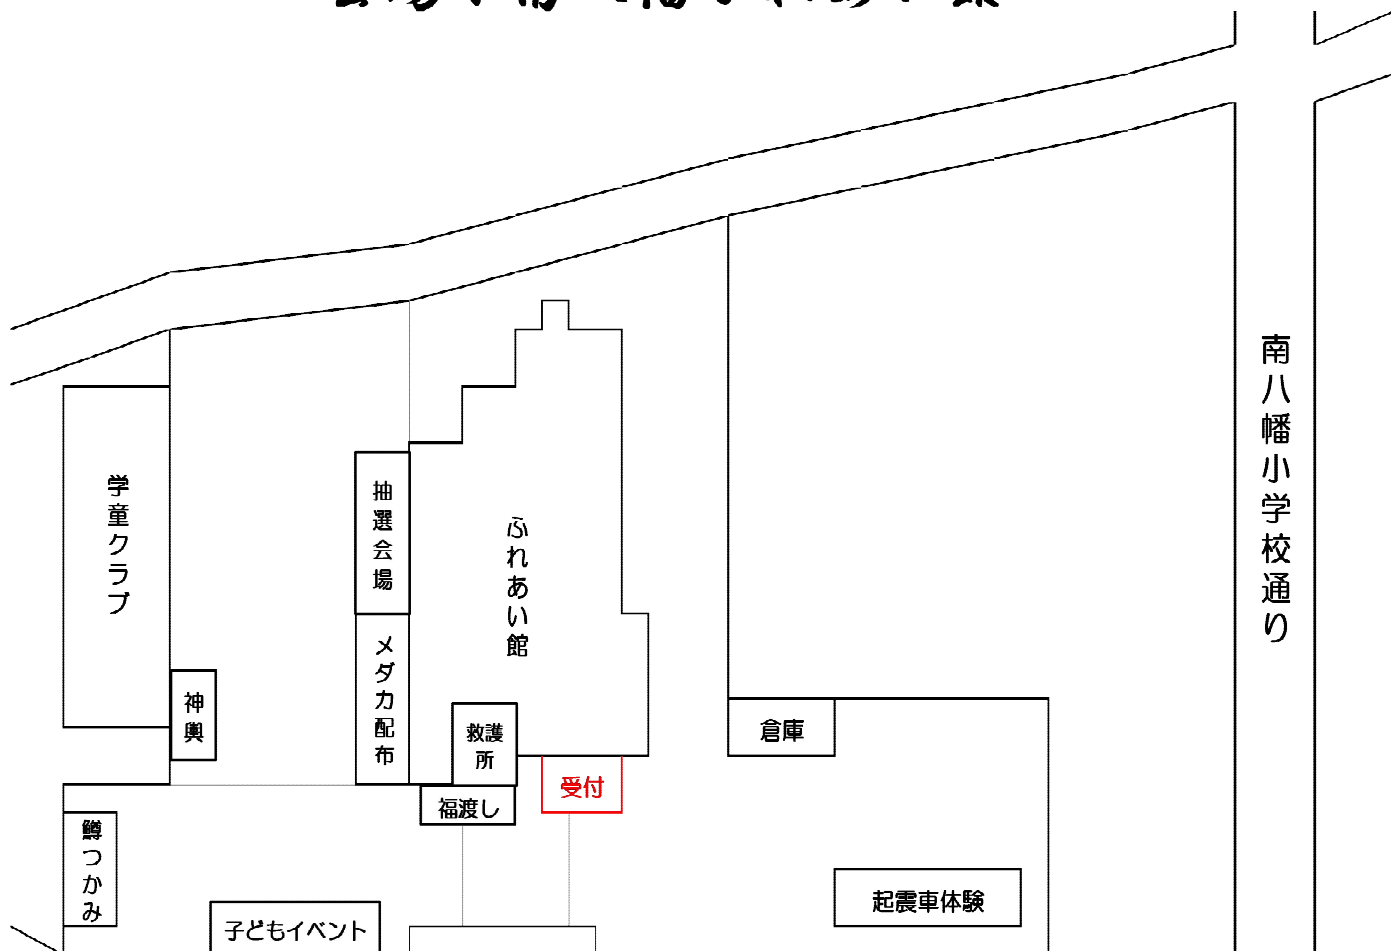 南八幡小学校通り
学童クラブ
抽選会場
ふれあい館
メダカ配布
神輿
救護所
倉庫
受付
福渡し
鱒つかみ
起震車体験
子どもイベント